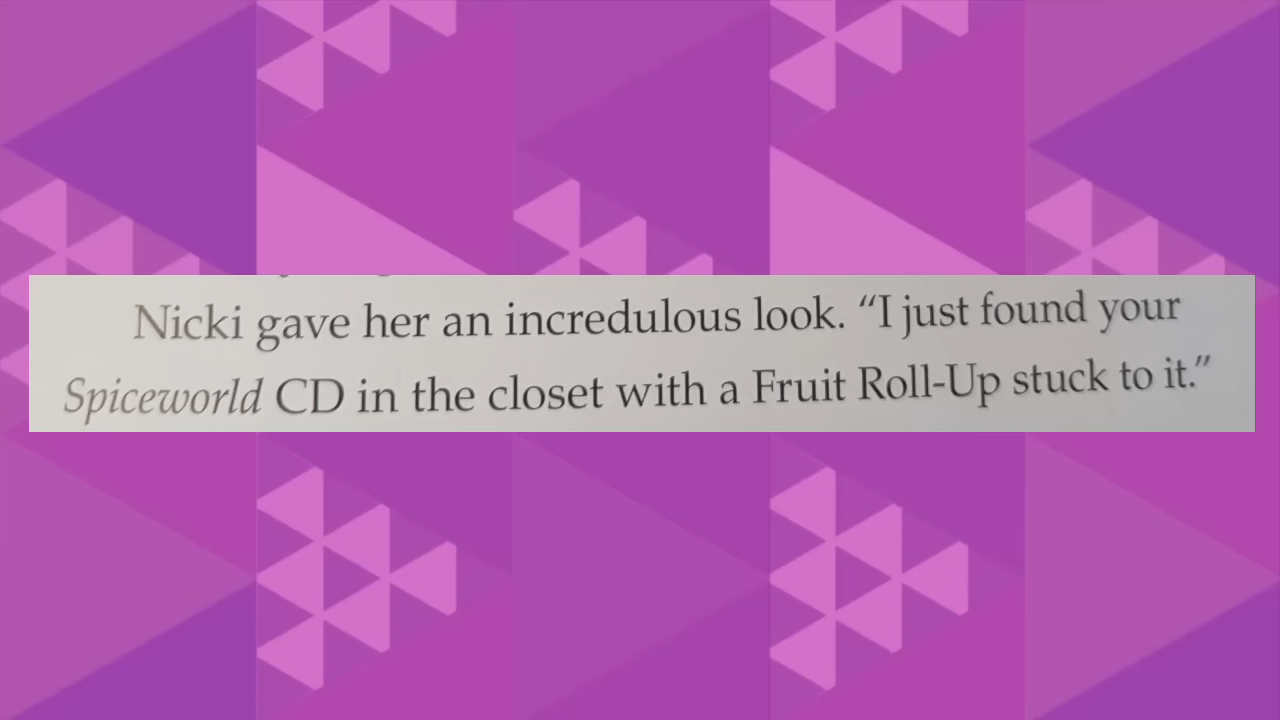 Nicki gave her an incredulous look. “I just found your
Spiceworld CD in the closet with a Fruit Roll-Up stuck to it.”